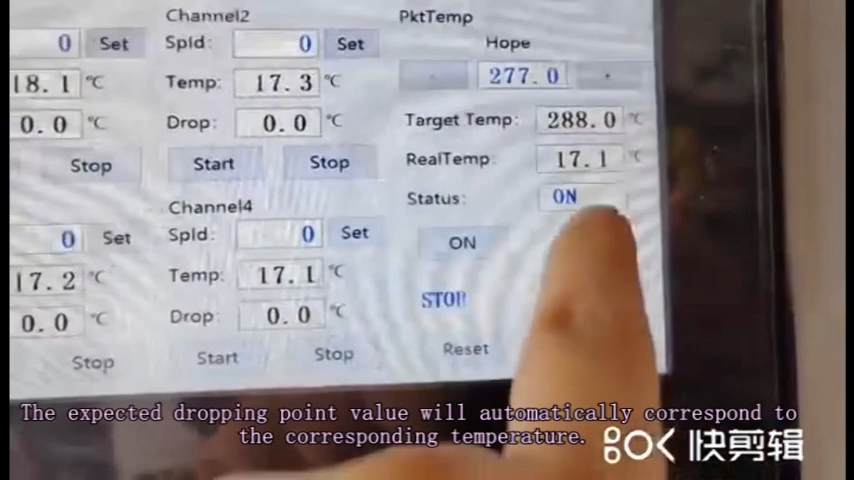 Channel2
PktTemp
0 Set
Spld: 0 Set
Hope
18.1 ℃
Temp: 17.3 ℃
277.0
0.0 ℃
Drop: 0.0 ℃
Target Temp: 288.0 ℃
Stop
Start Stop
RealTemp: 17.1 ℃
Status: ON
Channel4
0 Set
Spld: 0 Set
ON
17.2 ℃
Temp: 17.1 ℃
STOP
0.0 ℃
Drop: 0.0 ℃
Stop
Start Stop
Reset
The expected dropping point value will automatically correspond to
the corresponding temperature.
快剪辑